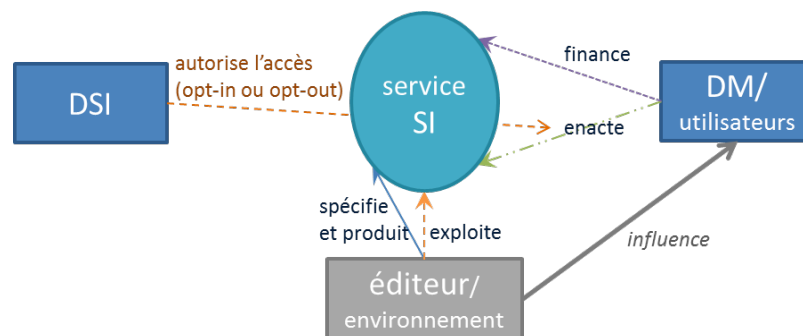 autorise l'accès
(opt-in ou opt-out)
DSI
service
SI
finance
enacte
DM/
utilisateurs
spécifie
et produit
exploite
influence
éditeur/
environnement